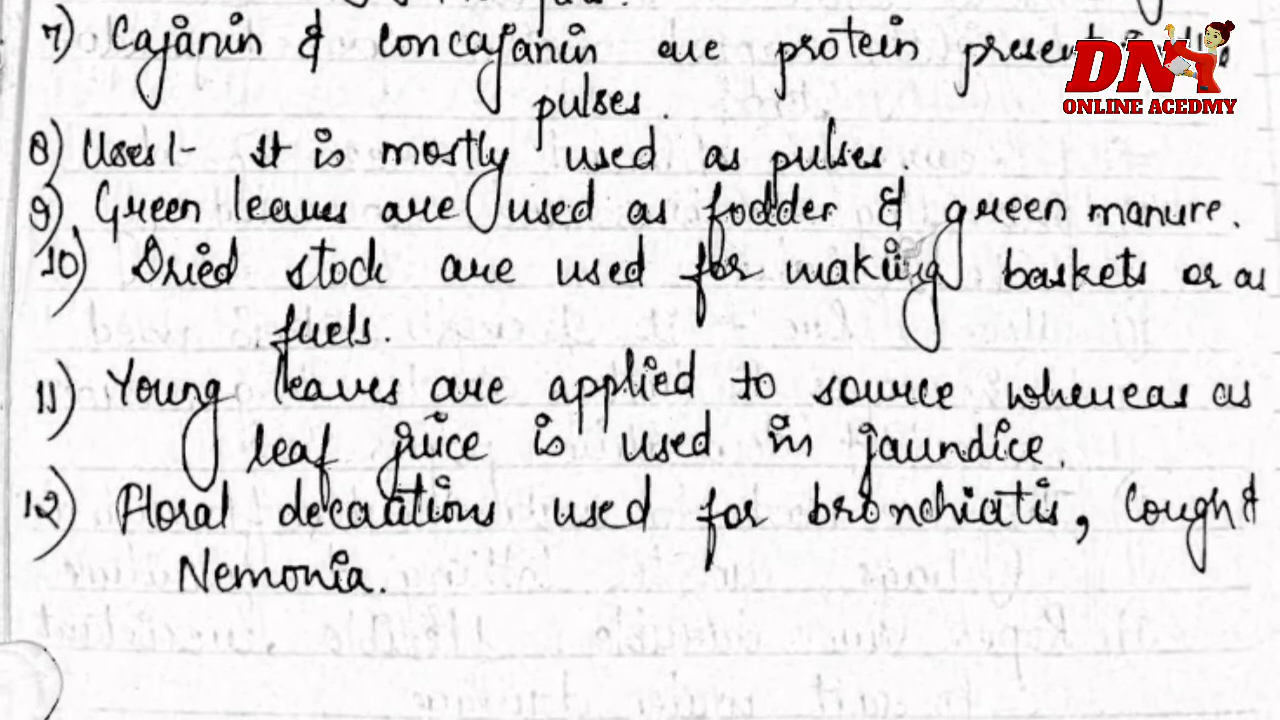 7) Cajanin & Concajanin are protein present
pulses.
8) Uses:- It is mostly used as pulses.
9) Green leaves are used as fodder & green manure.
10) Dried stock are used for making baskets or as
fuels.
11) Young leaves are applied to source whereas as
leaf juice is used in jaundice.
12) Floral decoations used for bronchiatis, Cough &
Nemonia.
DN
ONLINE ACEDMY